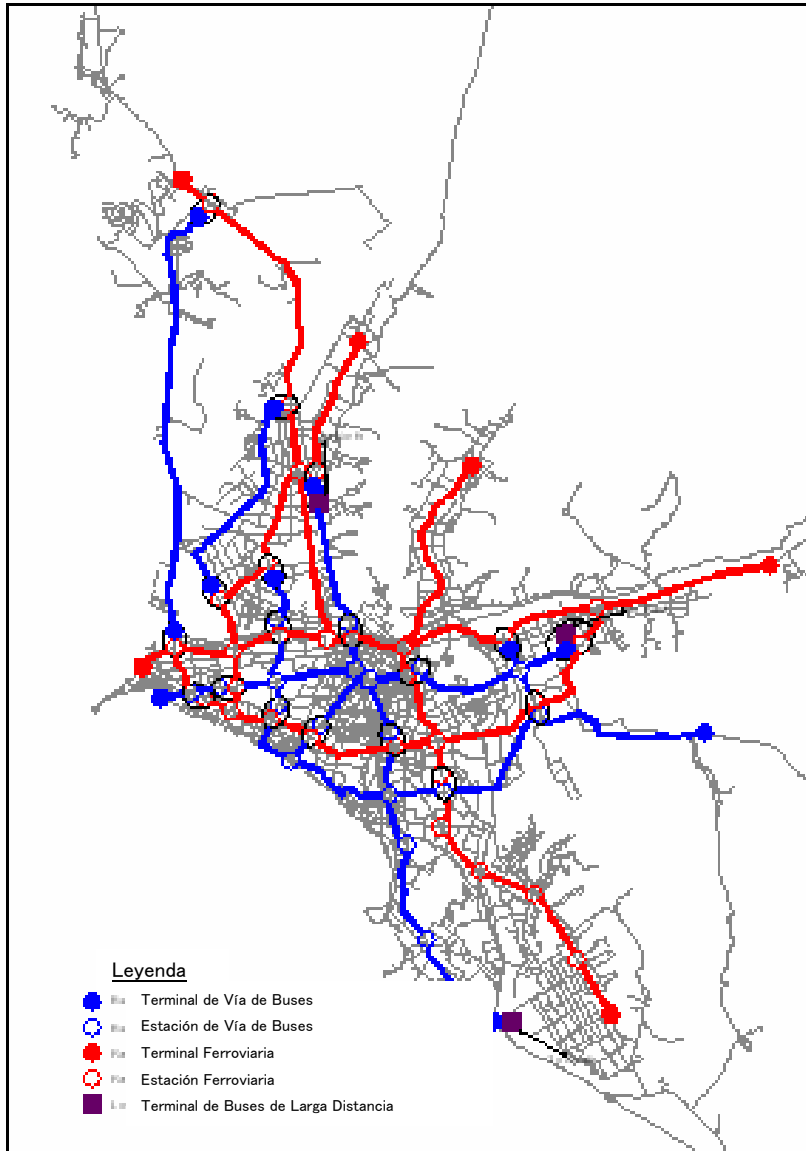 Leyenda
Terminal de Vía de Buses
Estación de Vía de Buses
Terminal Ferroviaria
Estación Ferroviaria
Terminal de Buses de Larga Distancia